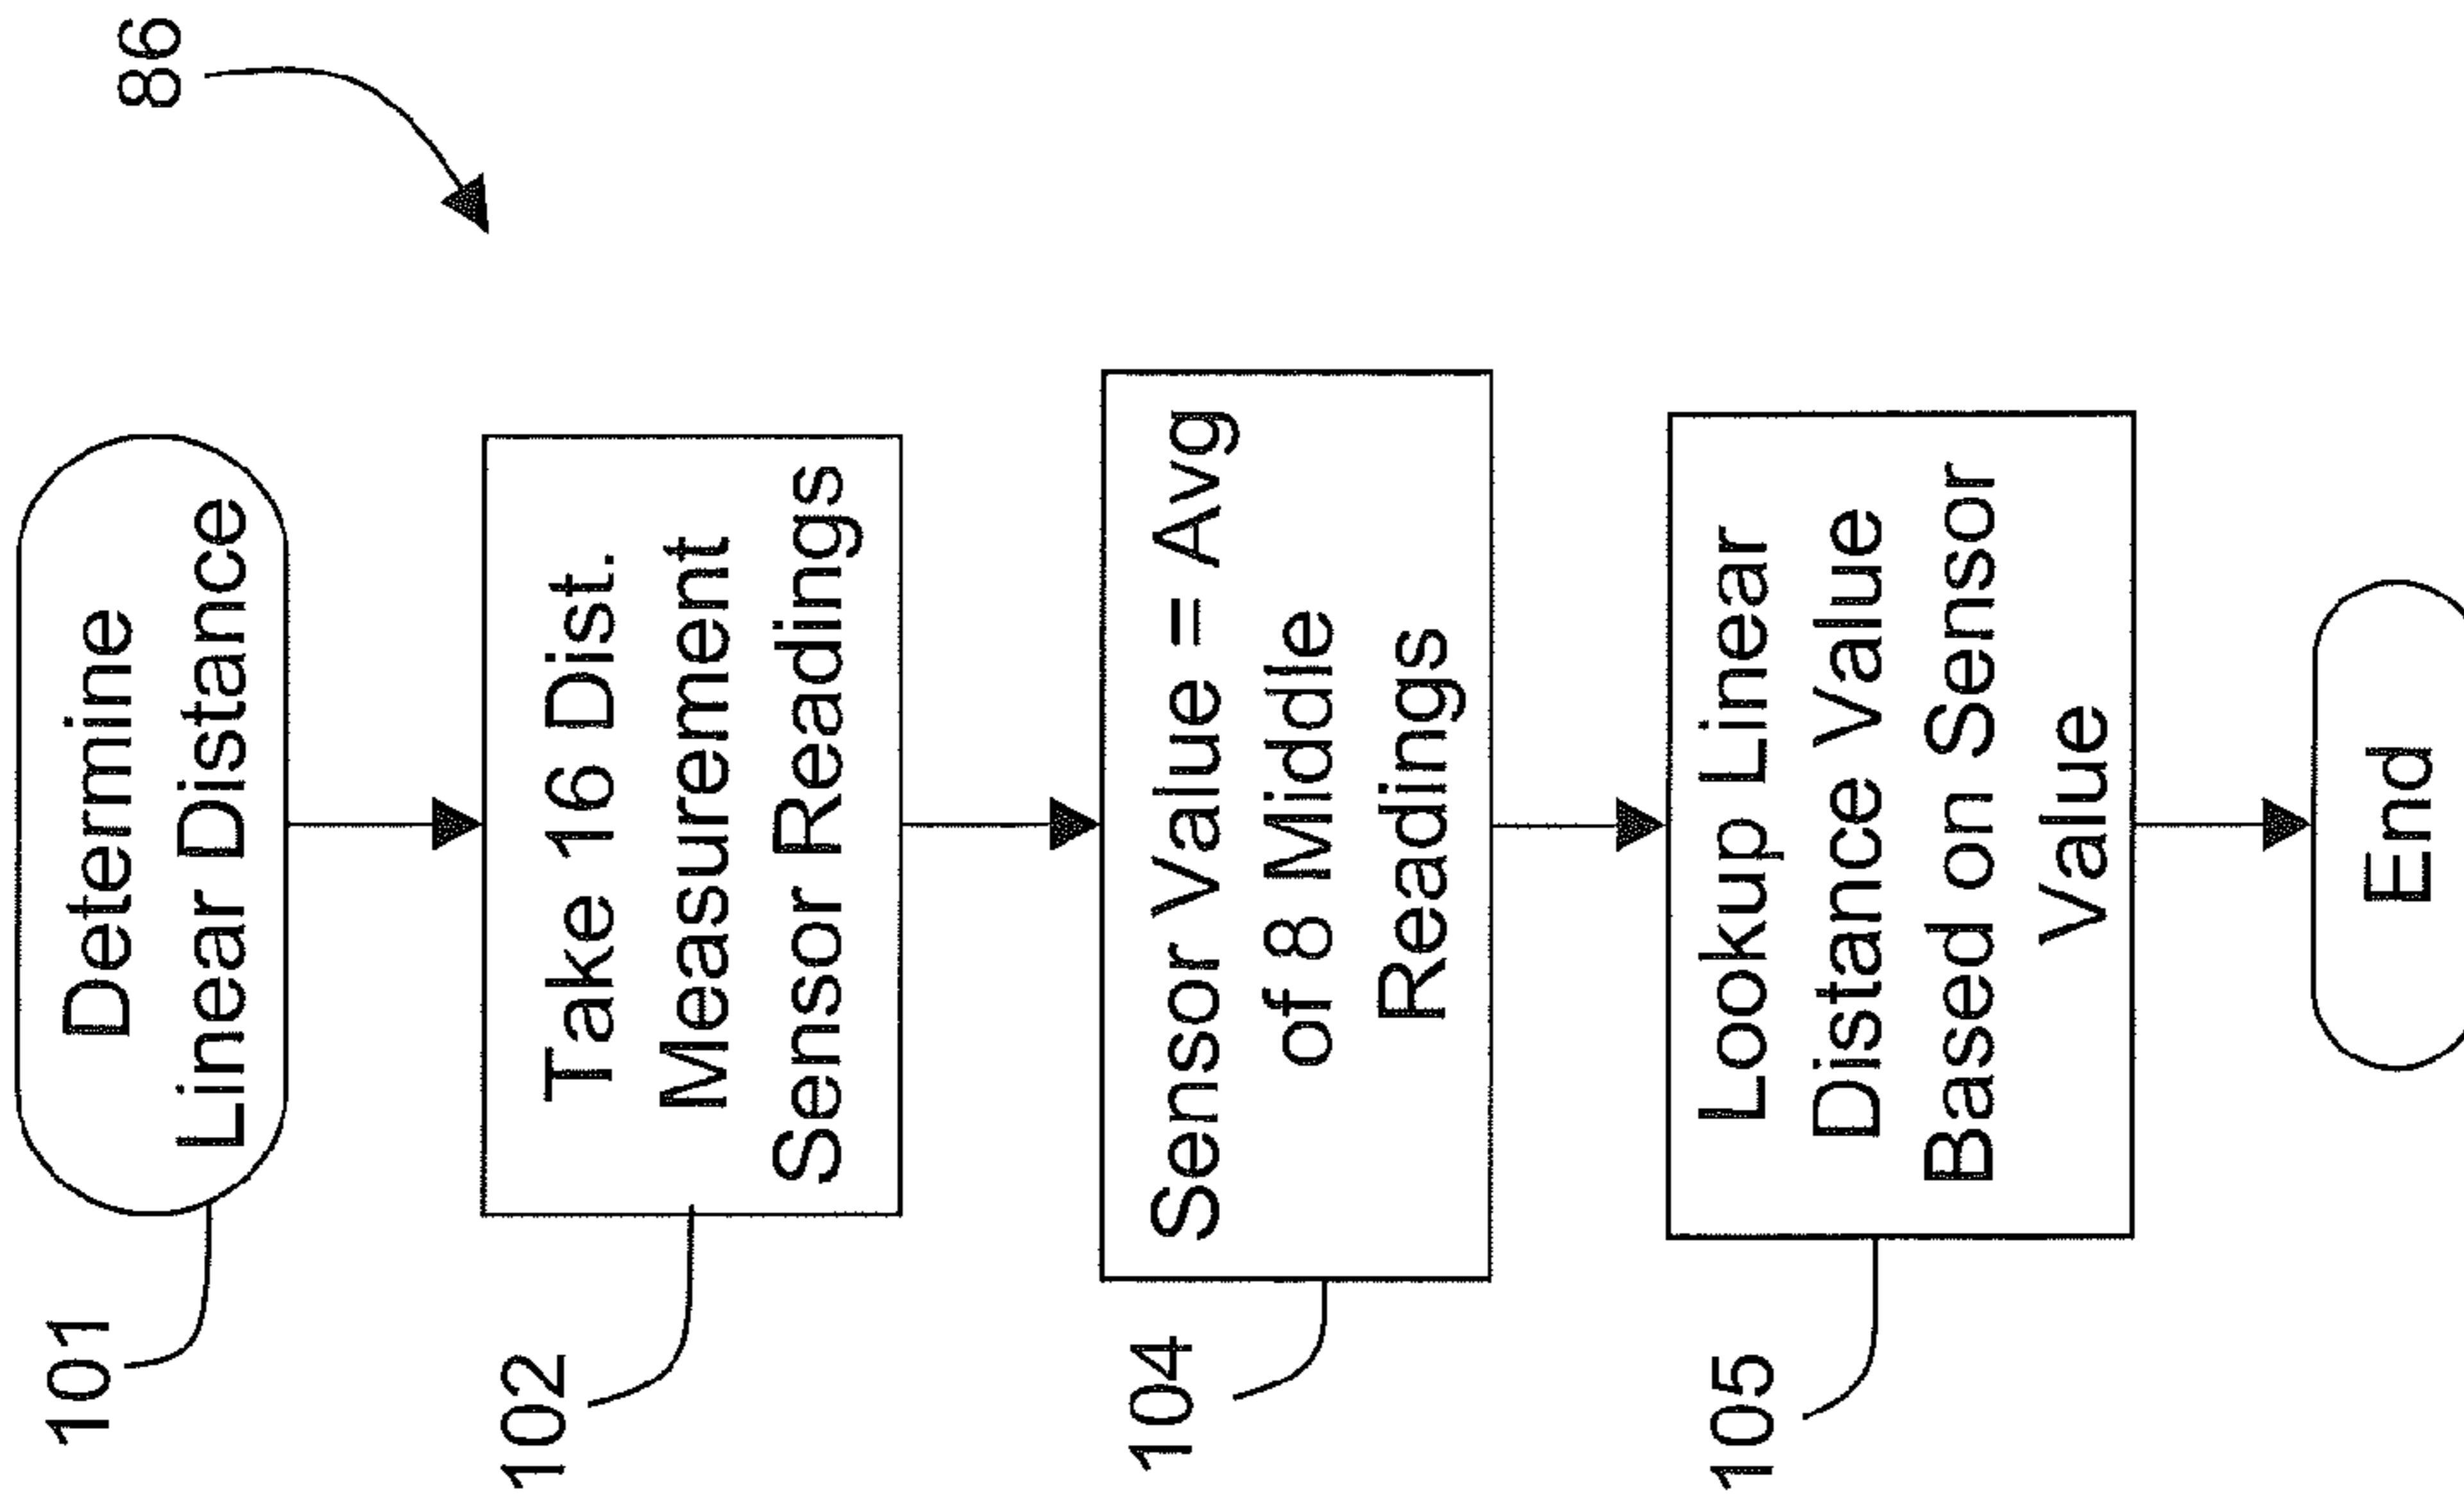 86
101
Determine
Linear Distance
102
Take 16 Dist.
Measurement
Sensor Readings
104
Sensor Value = Avg
of 8 Middle
Readings
105
Lookup Linear
Distance Value
Based on Sensor
Value
End